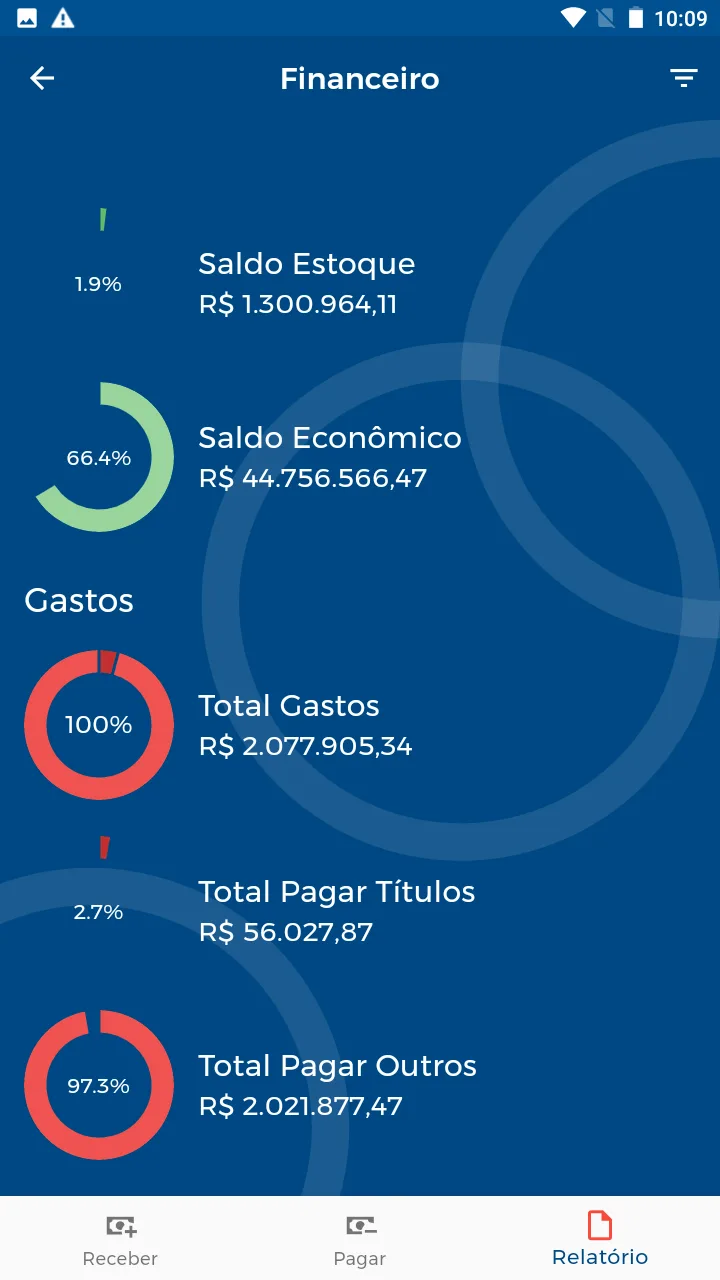 10:09
Financeiro
1.9%
Saldo Estoque
R$ 1.300.964,11
66.4%
Saldo Econômico
R$ 44.756.566,47
Gastos
100%
Total Gastos
R$ 2.077.905,34
2.7%
Total Pagar Títulos
R$ 56.027,87
97.3%
Total Pagar Outros
R$ 2.021.877,47
Receber
Pagar
Relatório